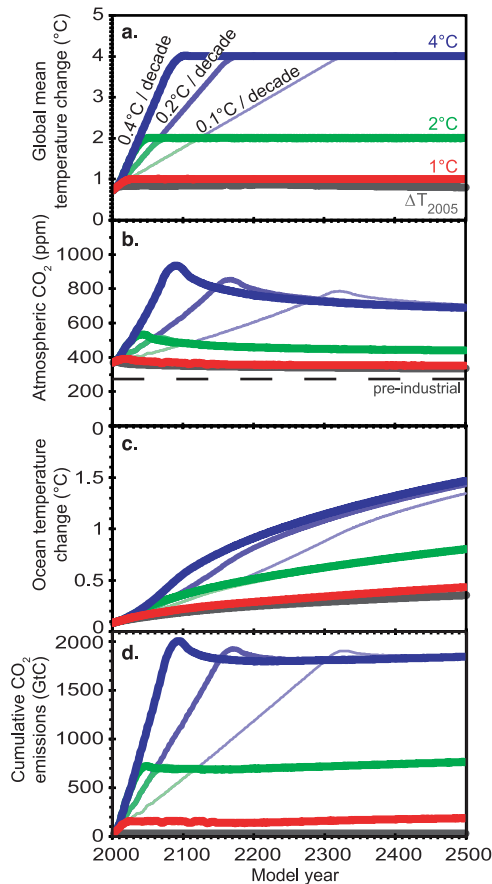 a.
Global mean
temperature change (°C)
5
4
3
2
1
0
0.4°C / decade
0.2°C / decade
0.1°C / decade
4°C
2°C
1°C
ΔT2005
b.
Atmospheric CO2 (ppm)
1000
800
600
400
200
0
pre-industrial
c.
Ocean temperature
change (°C)
1.5
1
0.5
0
d.
Cumulative CO2
emissions (GtC)
2000
1500
1000
500
0
2000
2100
2200
2300
2400
2500
Model year